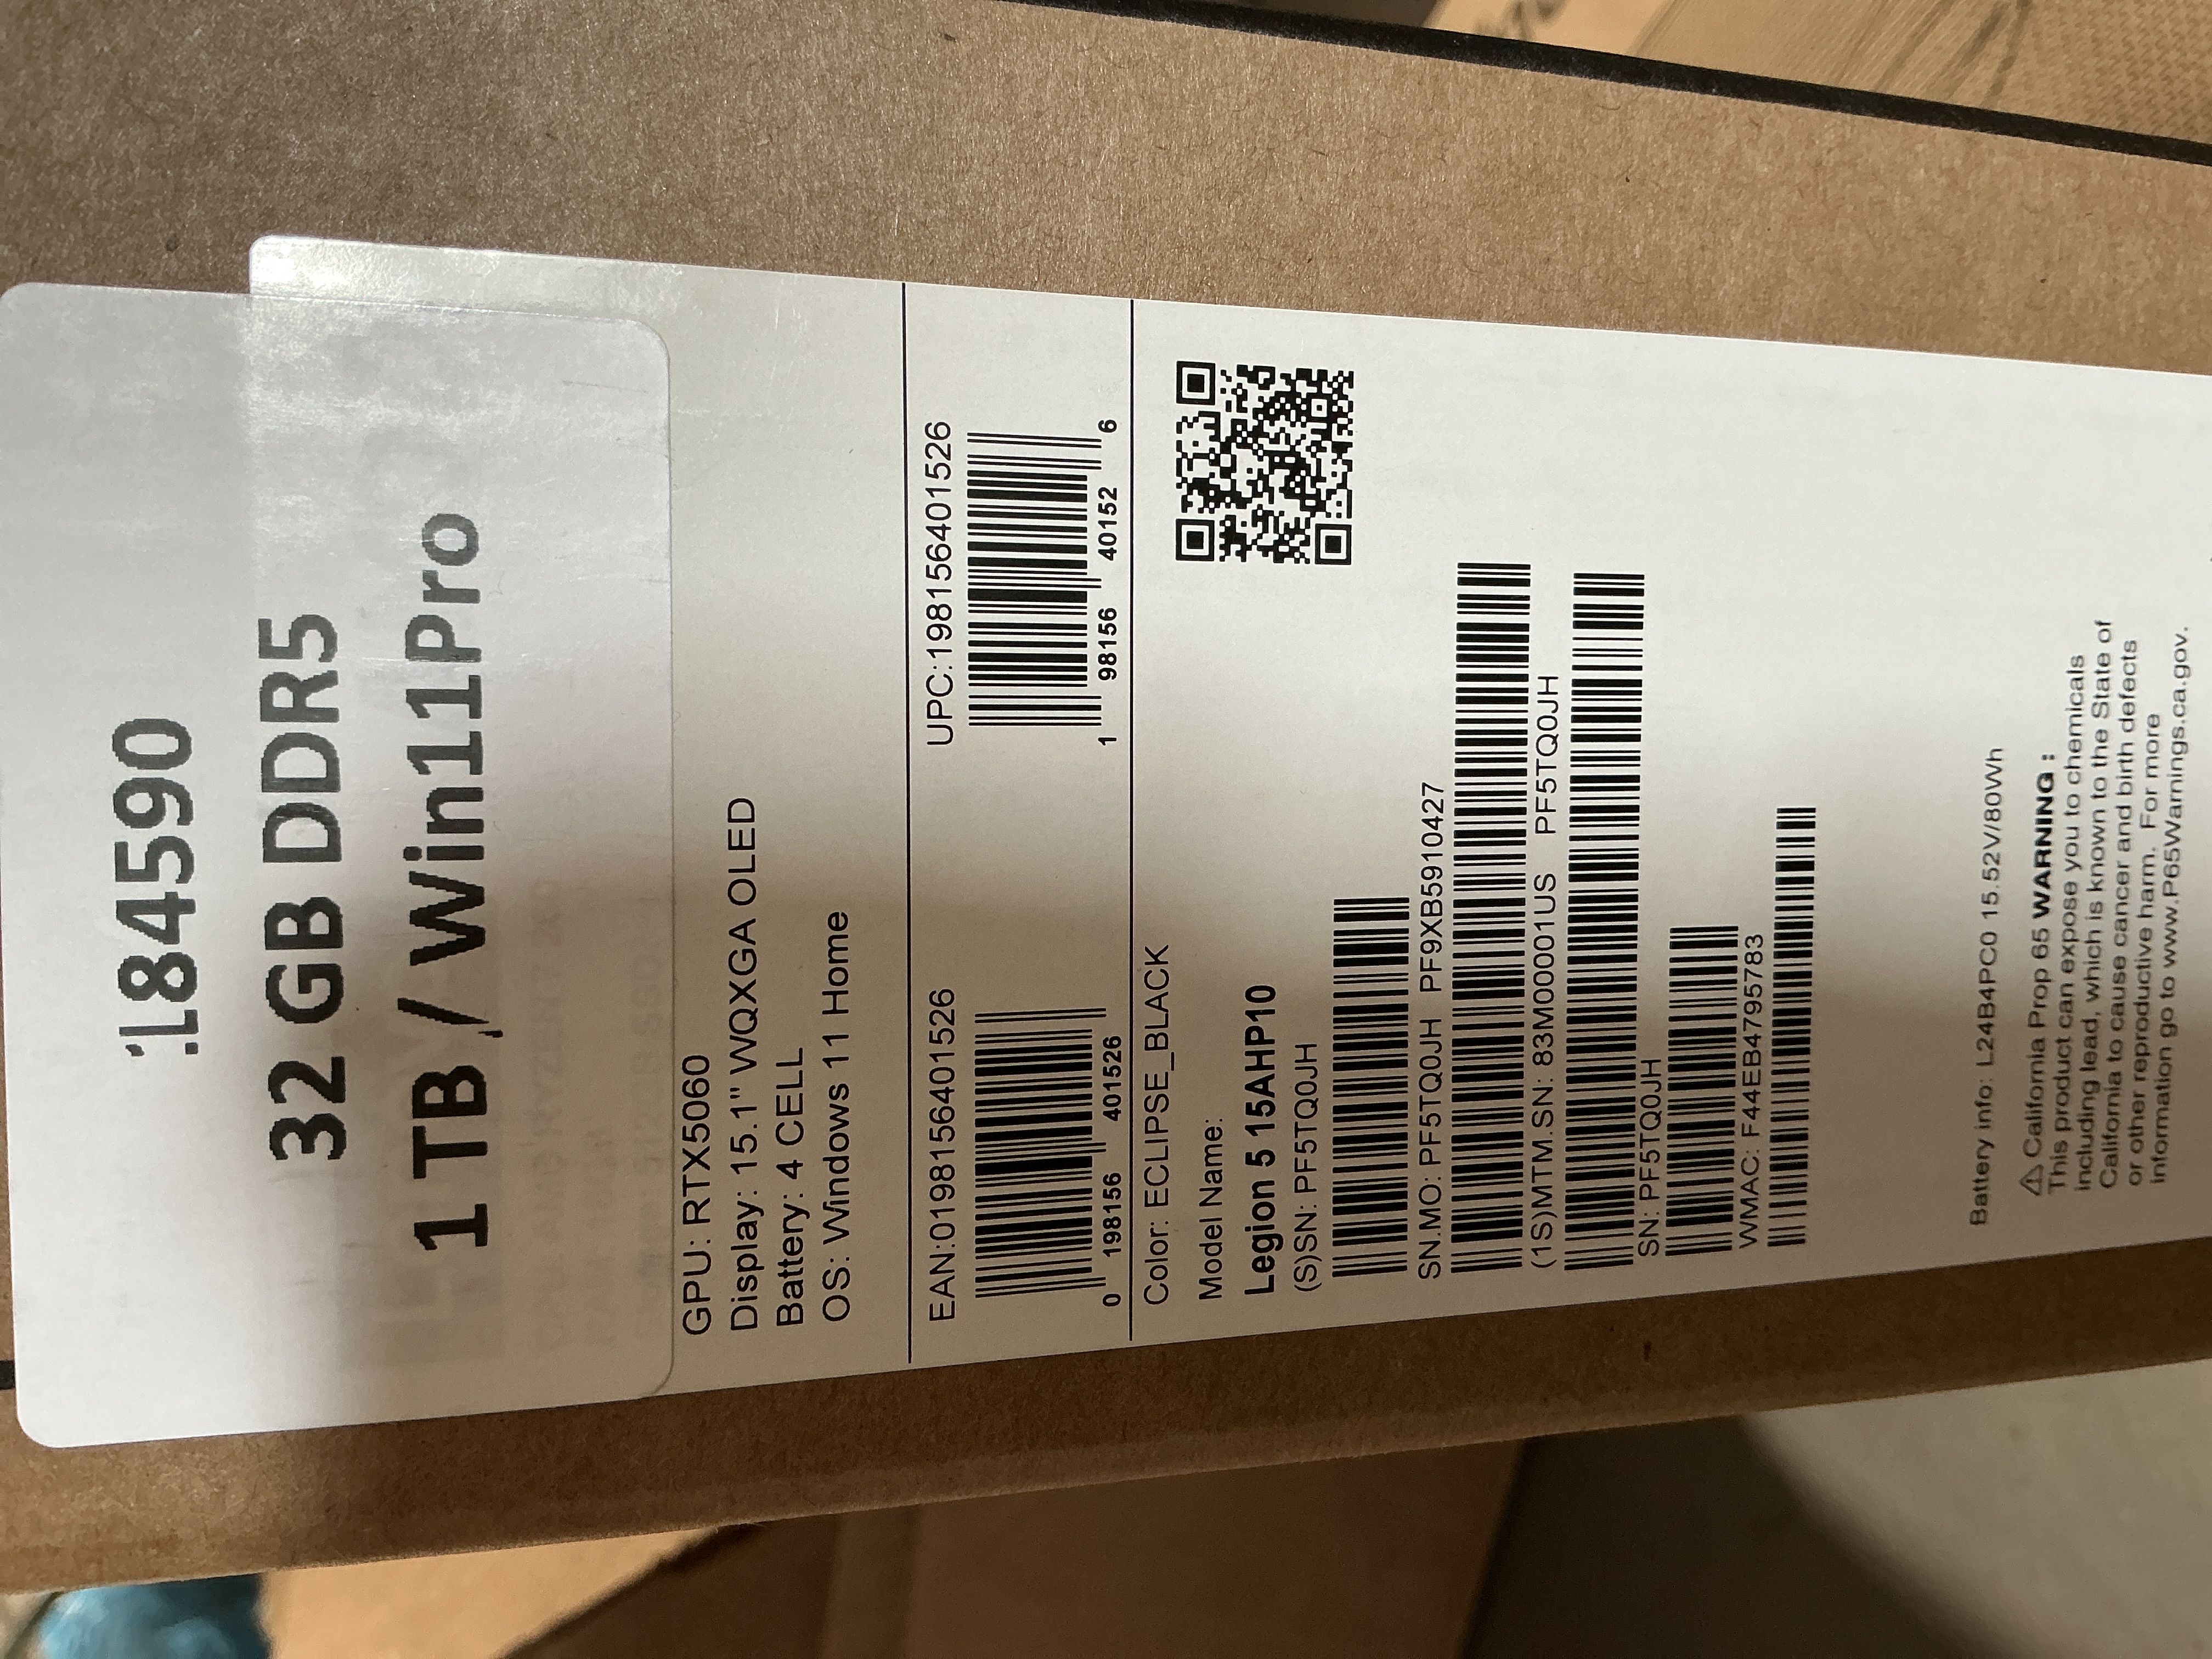 L84590
32 GB DDR5
1 TB / Win11Pro
GPU: RTX5060
Display: 15.1" WQXGA OLED
Battery: 4 CELL
OS: Windows 11 Home
EAN:0198156401526
0 198156 401526
UPC:198156401526
1 98156 40152 6
Color: ECLIPSE_BLACK
Model Name:
Legion 5 15AHP10
(S)SN: PF5TQ0JH
SN.MO: PF5TQ0JH PF9XB5910427
(1S)MTM.SN: 83M00001US PF5TQ0JH
SN: PF5TQ0JH
WMAC: F44EB4795783
Battery info: L24B4PC0 15.52V/80Wh
⚠ California Prop 65 WARNING :
This product can expose you to chemicals
including lead, which is known to the State of
California to cause cancer and birth defects
or other reproductive harm. For more
information go to www.P65Warnings.ca.gov.